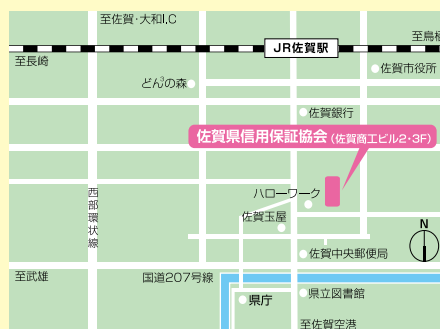 至佐賀・大和I.C
JR佐賀駅
至鳥栖
至長崎
佐賀市役所
どん3の森
佐賀銀行
佐賀県信用保証協会(佐賀商工ビル2・3F)
西部環状線
ハローワーク
佐賀玉屋
N
佐賀中央郵便局
至武雄
国道207号線
県庁
県立図書館
至佐賀空港